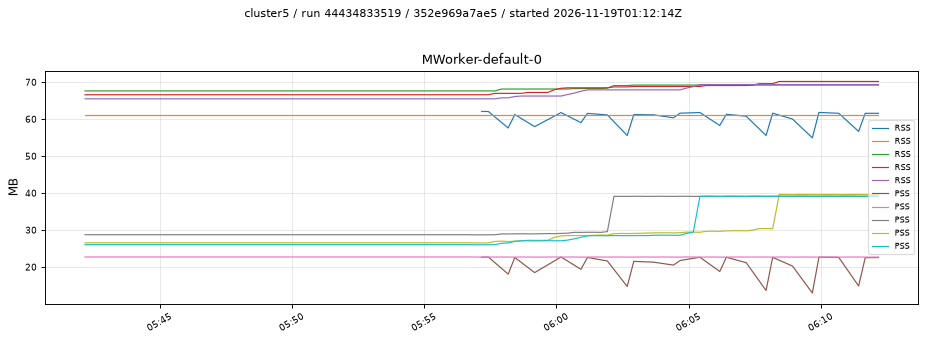 cluster5 / run 44434833519 / 352e969a7ae5 / started 2026-11-19T01:12:14Z
MWorker-default-0
MB
70
60
50
40
30
20
05:45
05:50
05:55
06:00
06:05
06:10
RSS
RSS
RSS
RSS
RSS
PSS
PSS
PSS
PSS
PSS